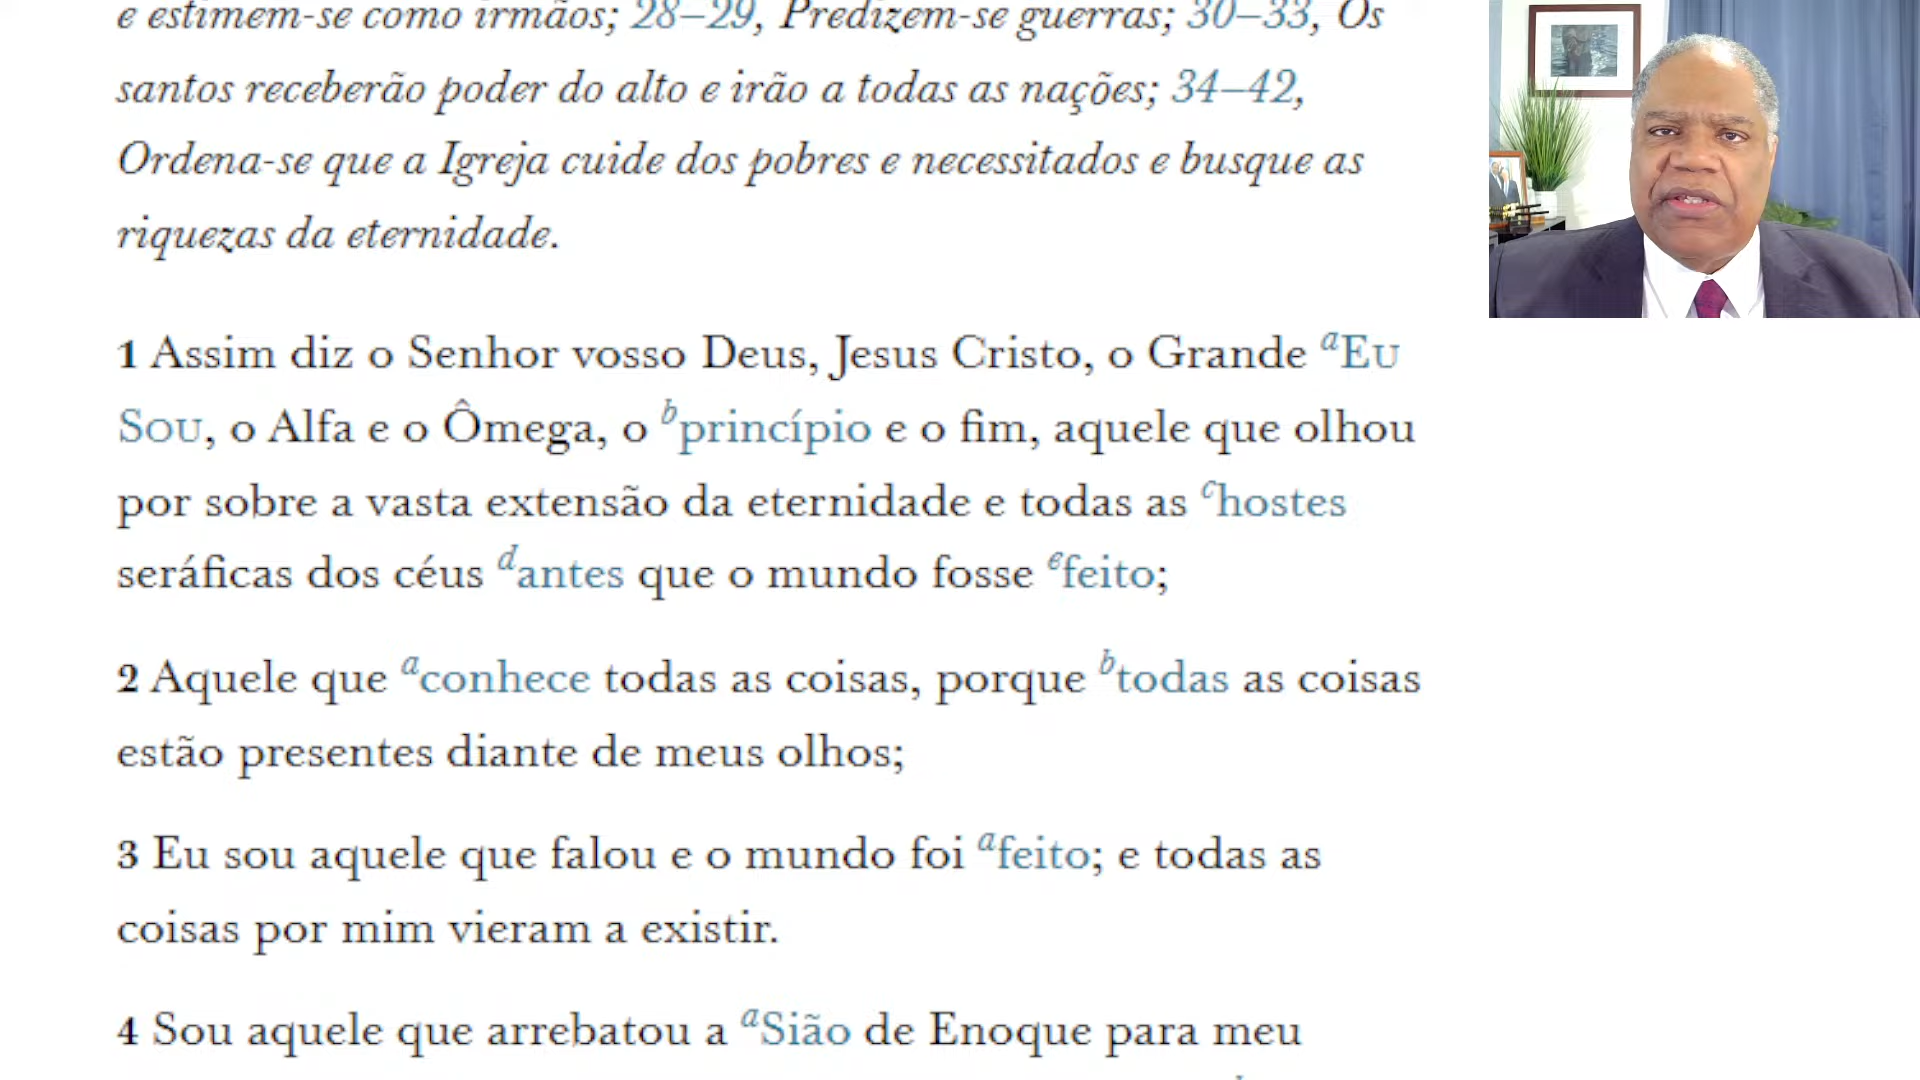 e estimem-se como irmãos; 28–29, Predizem-se guerras; 30–33, Os
santos receberão poder do alto e irão a todas as nações; 34–42,
Ordena-se que a Igreja cuide dos pobres e necessitados e busque as
riquezas da eternidade.
1 Assim diz o Senhor vosso Deus, Jesus Cristo, o Grande aEu
Sou, o Alfa e o Ômega, o bprincípio e o fim, aquele que olhou
por sobre a vasta extensão da eternidade e todas as chostes
seráficas dos céus dantes que o mundo fosse efeito;
2 Aquele que aconhece todas as coisas, porque btodas as coisas
estão presentes diante de meus olhos;
3 Eu sou aquele que falou e o mundo foi afeito; e todas as
coisas por mim vieram a existir.
4 Sou aquele que arrebatou a aSião de Enoque para meu